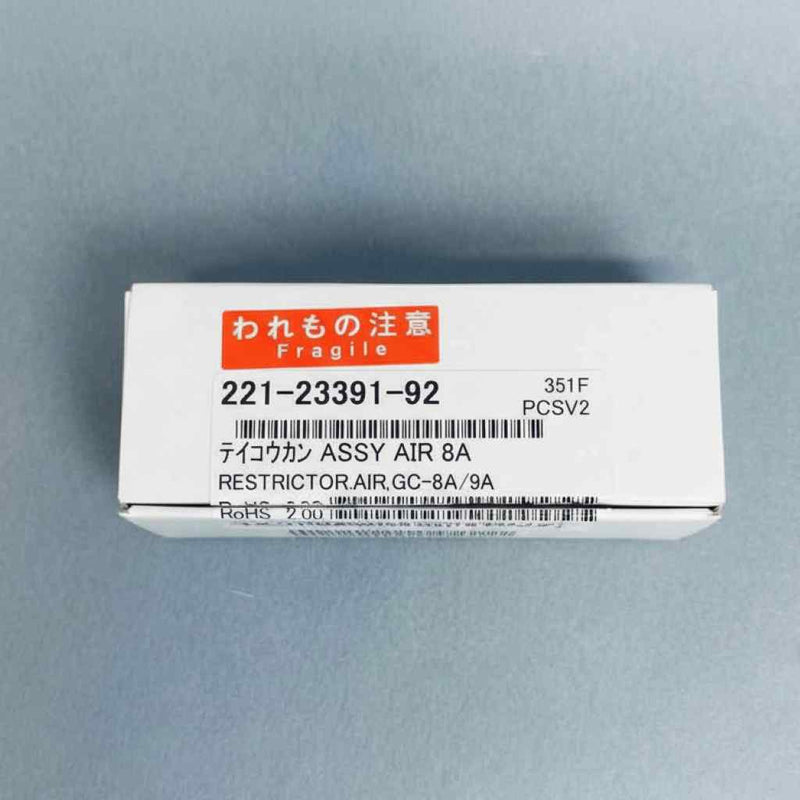 われもの注意
Fragile
221-23391-92
351F
PCSV2
テイコウカン ASSY AIR 8A
RESTRICTOR.AIR,GC-8A/9A
RoHS 2.00